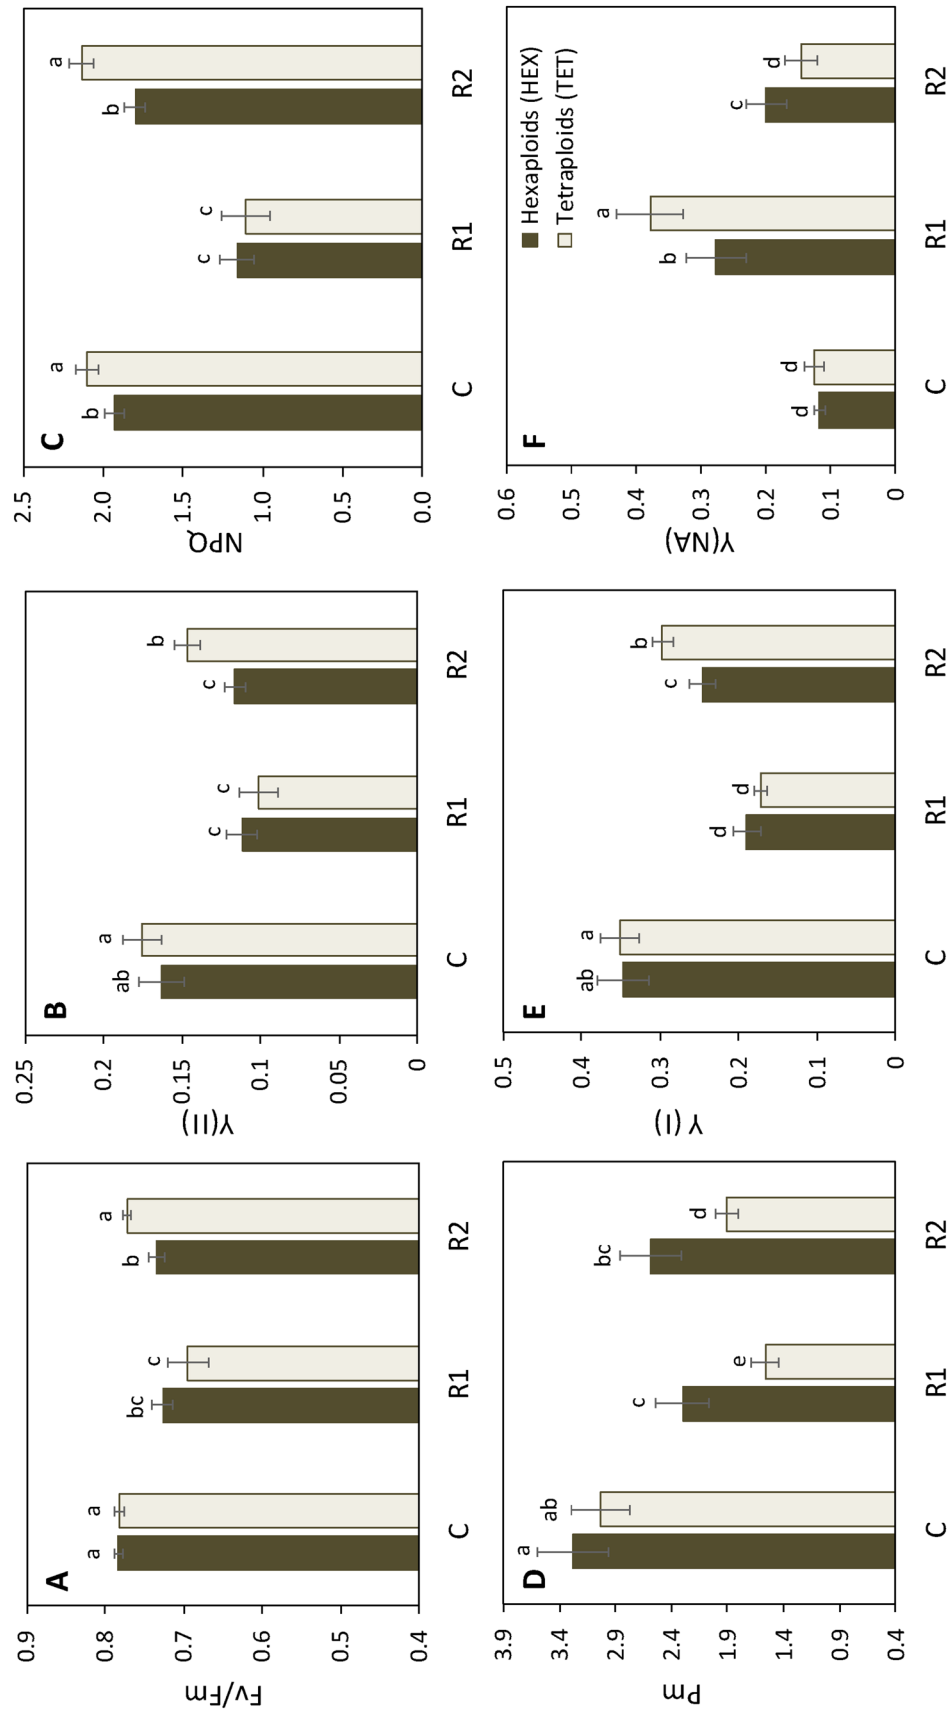 A
Fv/Fm
0.9
0.8
0.7
0.6
0.5
0.4
a a bc c b a
C R1 R2
B
Y(II)
0.25
0.2
0.15
0.1
0.05
0
ab a c c c b
C R1 R2
C
NPQ
2.5
2.0
1.5
1.0
0.5
0.0
b a c c b a
C R1 R2
D
Pm
3.9
3.4
2.9
2.4
1.9
1.4
0.9
0.4
a ab c e bc d
C R1 R2
E
Y (I)
0.5
0.4
0.3
0.2
0.1
0
ab a d d c b
C R1 R2
F
Y(NA)
0.6
0.5
0.4
0.3
0.2
0.1
0
Hexaploids (HEX)
Tetraploids (TET)
d d b a c d
C R1 R2